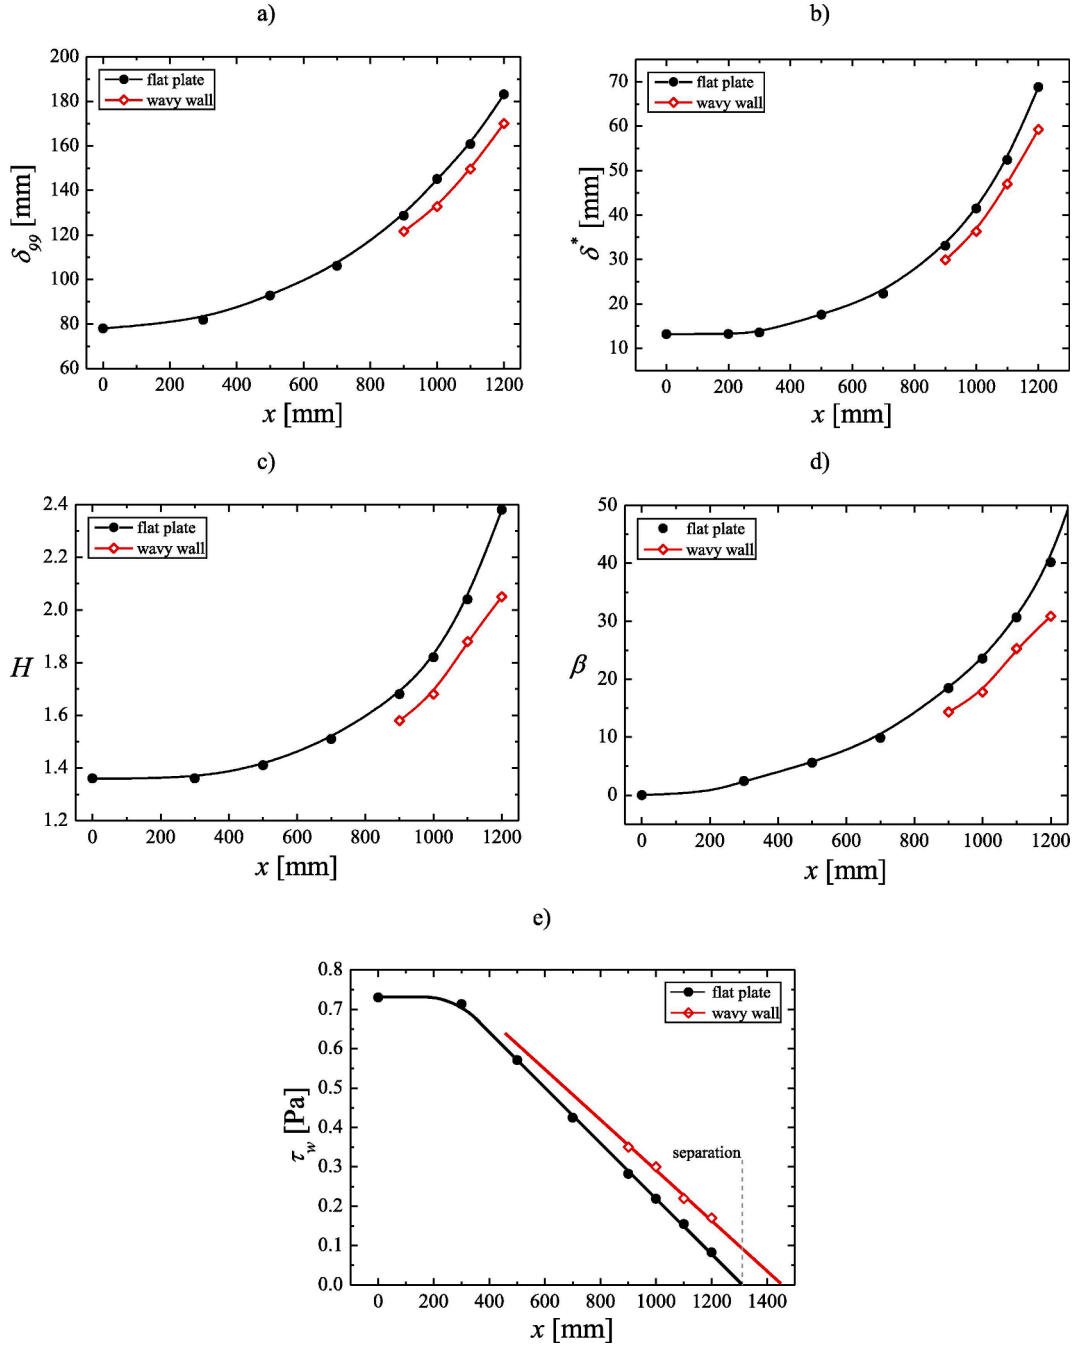 a)
200
180
160
140
120
100
80
60
0
200
400
600
800
1000
1200
δ99 [mm]
x [mm]
flat plate
wavy wall
b)
70
60
50
40
30
20
10
0
200
400
600
800
1000
1200
δ* [mm]
x [mm]
flat plate
wavy wall
c)
2.4
2.2
2.0
1.8
1.6
1.4
1.2
0
200
400
600
800
1000
1200
H
x [mm]
flat plate
wavy wall
d)
50
40
30
20
10
0
0
200
400
600
800
1000
1200
β
x [mm]
flat plate
wavy wall
e)
0.8
0.7
0.6
0.5
0.4
0.3
0.2
0.1
0.0
0
200
400
600
800
1000
1200
1400
τw [Pa]
x [mm]
flat plate
wavy wall
separation